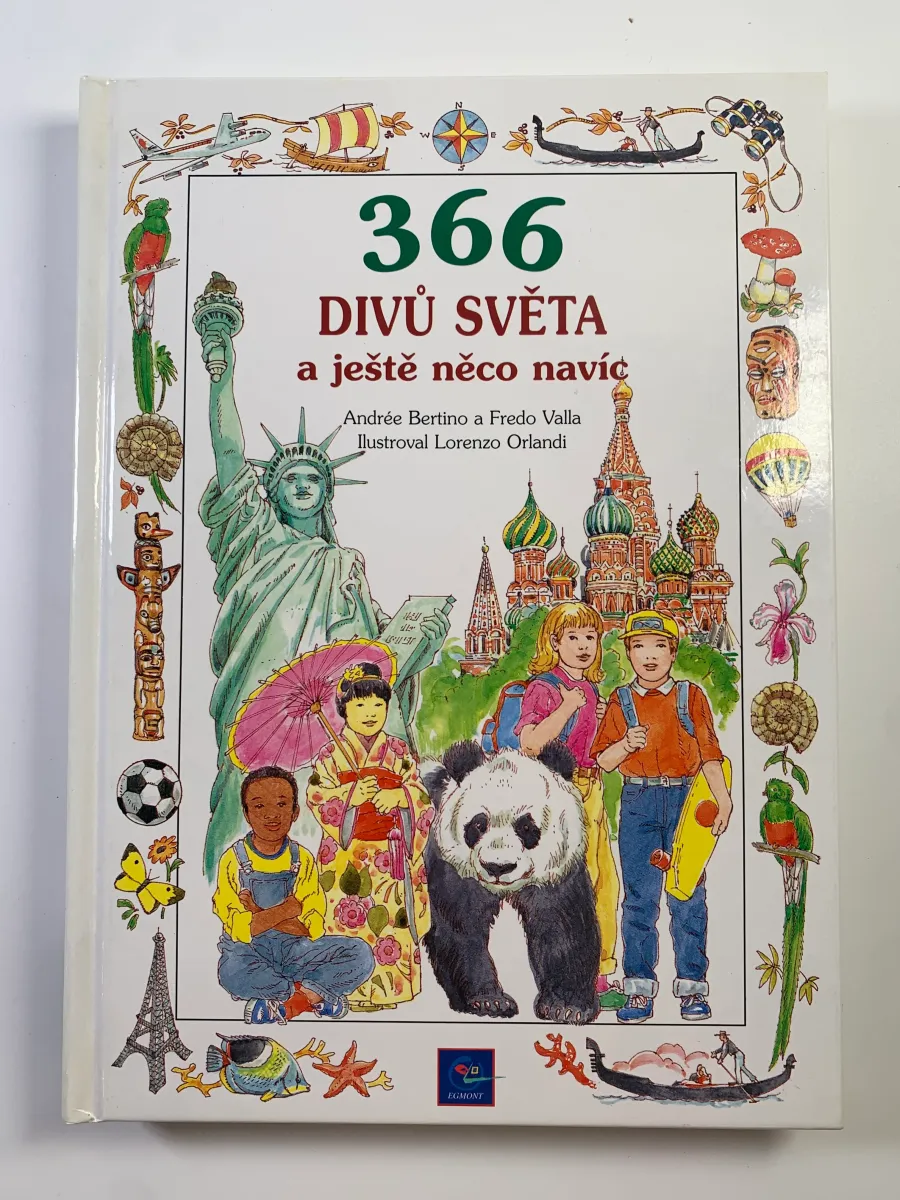 N
W E
S
366
DIVŮ SVĚTA
a ještě něco navíc
Andrée Bertino a Fredo Valla
Ilustroval Lorenzo Orlandi
EGMONT